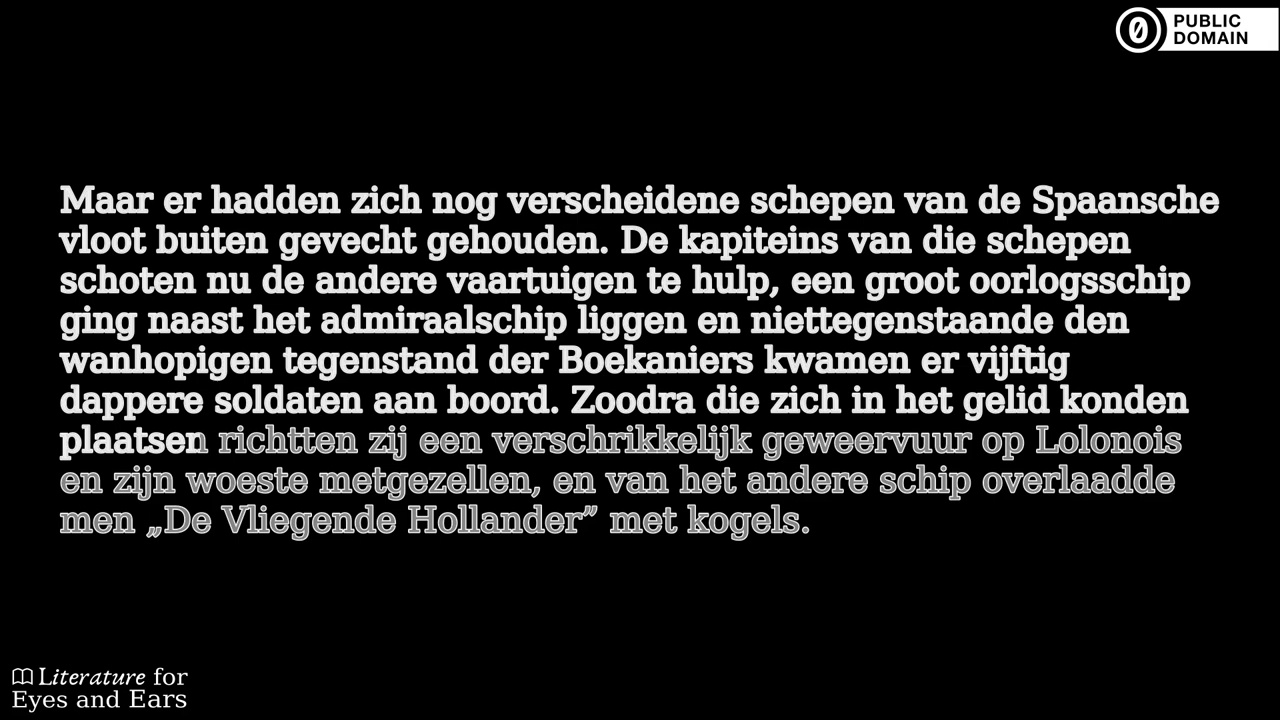 PUBLIC
DOMAIN
Maar er hadden zich nog verscheidene schepen van de Spaansche
vloot buiten gevecht gehouden. De kapiteins van die schepen
schoten nu de andere vaartuigen te hulp, een groot oorlogsschip
ging naast het admiraalschip liggen en niettegenstaande den
wanhopigen tegenstand der Boekaniers kwamen er vijftig
dappere soldaten aan boord. Zoodra die zich in het gelid konden
plaatsen richtten zij een verschrikkelijk geweervuur op Lolonois
en zijn woeste metgezellen, en van het andere schip overlaadde
men „De Vliegende Hollander” met kogels.
Literature for
Eyes and Ears